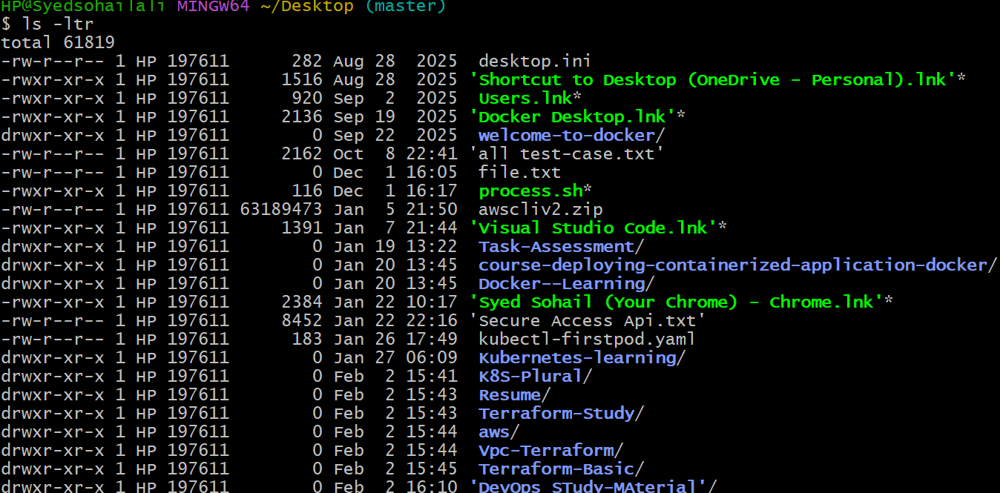 HP@Syedsohailali MINGW64 ~/Desktop (master)
$ ls -ltr
total 61819
-rw-r--r-- 1 HP 197611      282 Aug 28  2025  desktop.ini
-rwxr-xr-x 1 HP 197611     1516 Aug 28  2025 'Shortcut to Desktop (OneDrive - Personal).lnk'*
-rwxr-xr-x 1 HP 197611      920 Sep  2  2025  Users.lnk*
-rwxr-xr-x 1 HP 197611     2136 Sep 19  2025 'Docker Desktop.lnk'*
drwxr-xr-x 1 HP 197611        0 Sep 22  2025  welcome-to-docker/
-rw-r--r-- 1 HP 197611     2162 Oct  8 22:41 'all test-case.txt'
-rw-r--r-- 1 HP 197611        0 Dec  1 16:05  file.txt
-rwxr-xr-x 1 HP 197611      116 Dec  1 16:17  process.sh*
-rw-r--r-- 1 HP 197611 63189473 Jan  5 21:50  awscliv2.zip
-rwxr-xr-x 1 HP 197611     1391 Jan  7 21:44 'Visual Studio Code.lnk'*
drwxr-xr-x 1 HP 197611        0 Jan 19 13:22  Task-Assessment/
drwxr-xr-x 1 HP 197611        0 Jan 20 13:45  course-deploying-containerized-application-docker/
drwxr-xr-x 1 HP 197611        0 Jan 20 13:45  Docker--Learning/
-rwxr-xr-x 1 HP 197611     2384 Jan 22 10:17 'Syed Sohail (Your Chrome) - Chrome.lnk'*
-rw-r--r-- 1 HP 197611     8452 Jan 22 22:16 'Secure Access Api.txt'
-rw-r--r-- 1 HP 197611      183 Jan 26 17:49  kubectl-firstpod.yaml
drwxr-xr-x 1 HP 197611        0 Jan 27 06:09  Kubernetes-learning/
drwxr-xr-x 1 HP 197611        0 Feb  2 15:41  K8S-Plural/
drwxr-xr-x 1 HP 197611        0 Feb  2 15:43  Resume/
drwxr-xr-x 1 HP 197611        0 Feb  2 15:43  Terraform-Study/
drwxr-xr-x 1 HP 197611        0 Feb  2 15:44  aws/
drwxr-xr-x 1 HP 197611        0 Feb  2 15:44  Vpc-Terraform/
drwxr-xr-x 1 HP 197611        0 Feb  2 15:45  Terraform-Basic/
drwxr-xr-x 1 HP 197611        0 Feb  2 16:10 'DevOps STudy-MAterial'/